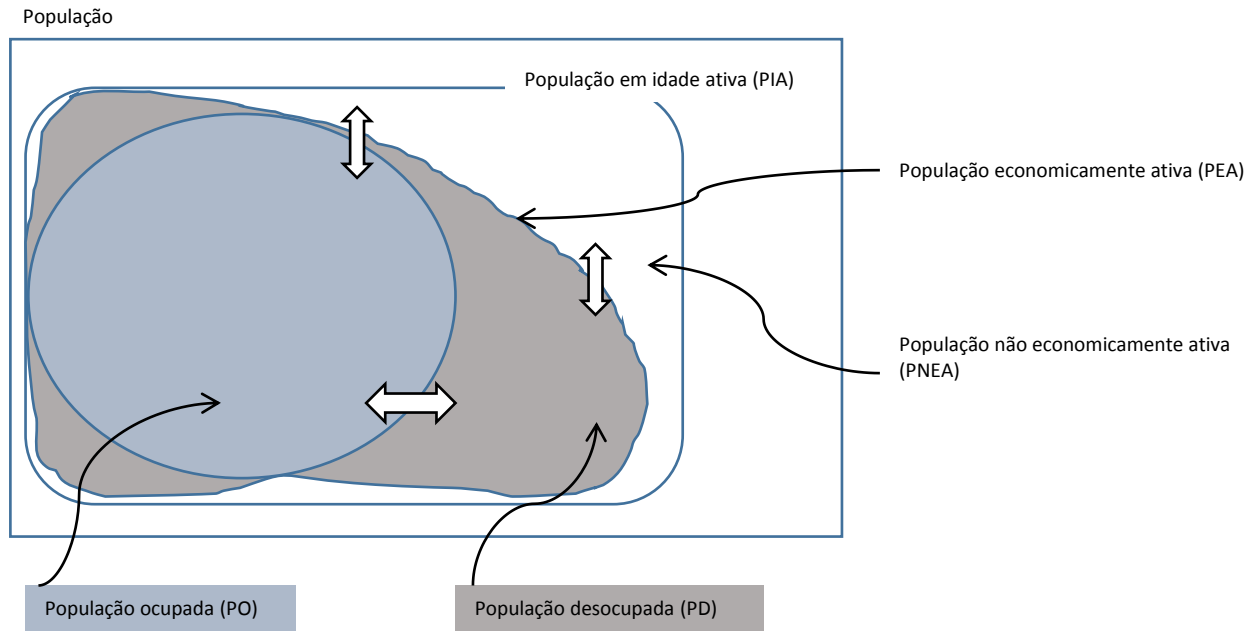 População
População em idade ativa (PIA)
População economicamente ativa (PEA)
População não economicamente ativa
(PNEA)
População ocupada (PO)
População desocupada (PD)